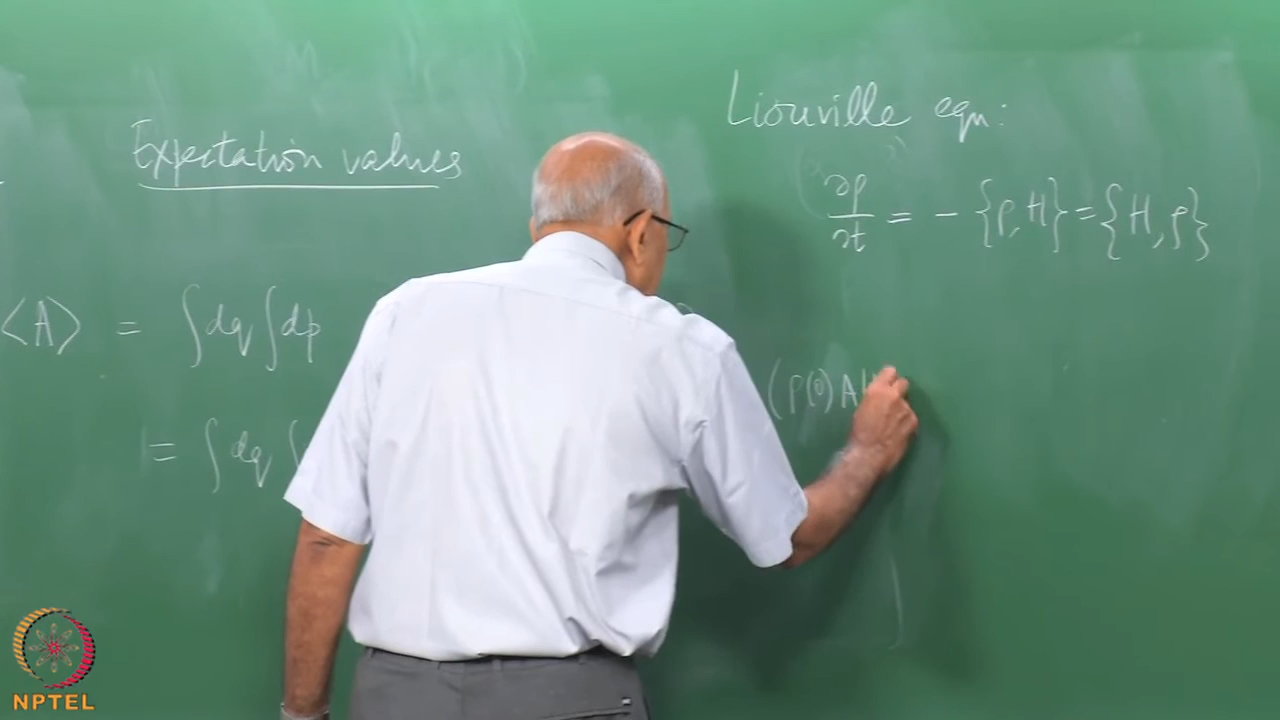 Expectation values
⟨A⟩ = ∫dq ∫dp
= ∫dq ∫
Liouville eqn:
∂ρ/∂t = - {ρ, H} = {H, ρ}
(ρ(0) A
NPTEL